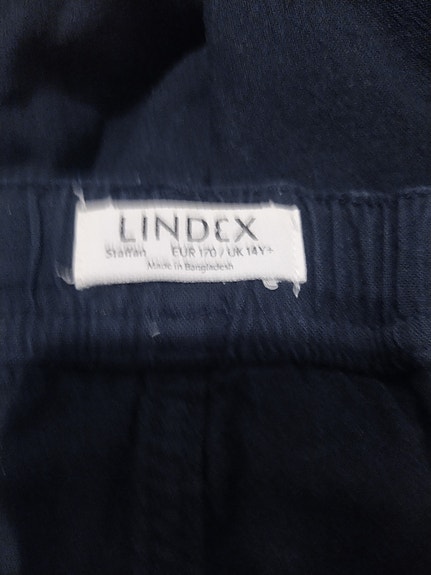 LINDEX
Staffan EUR 170 / UK 14Y+
Made in Bangladesh